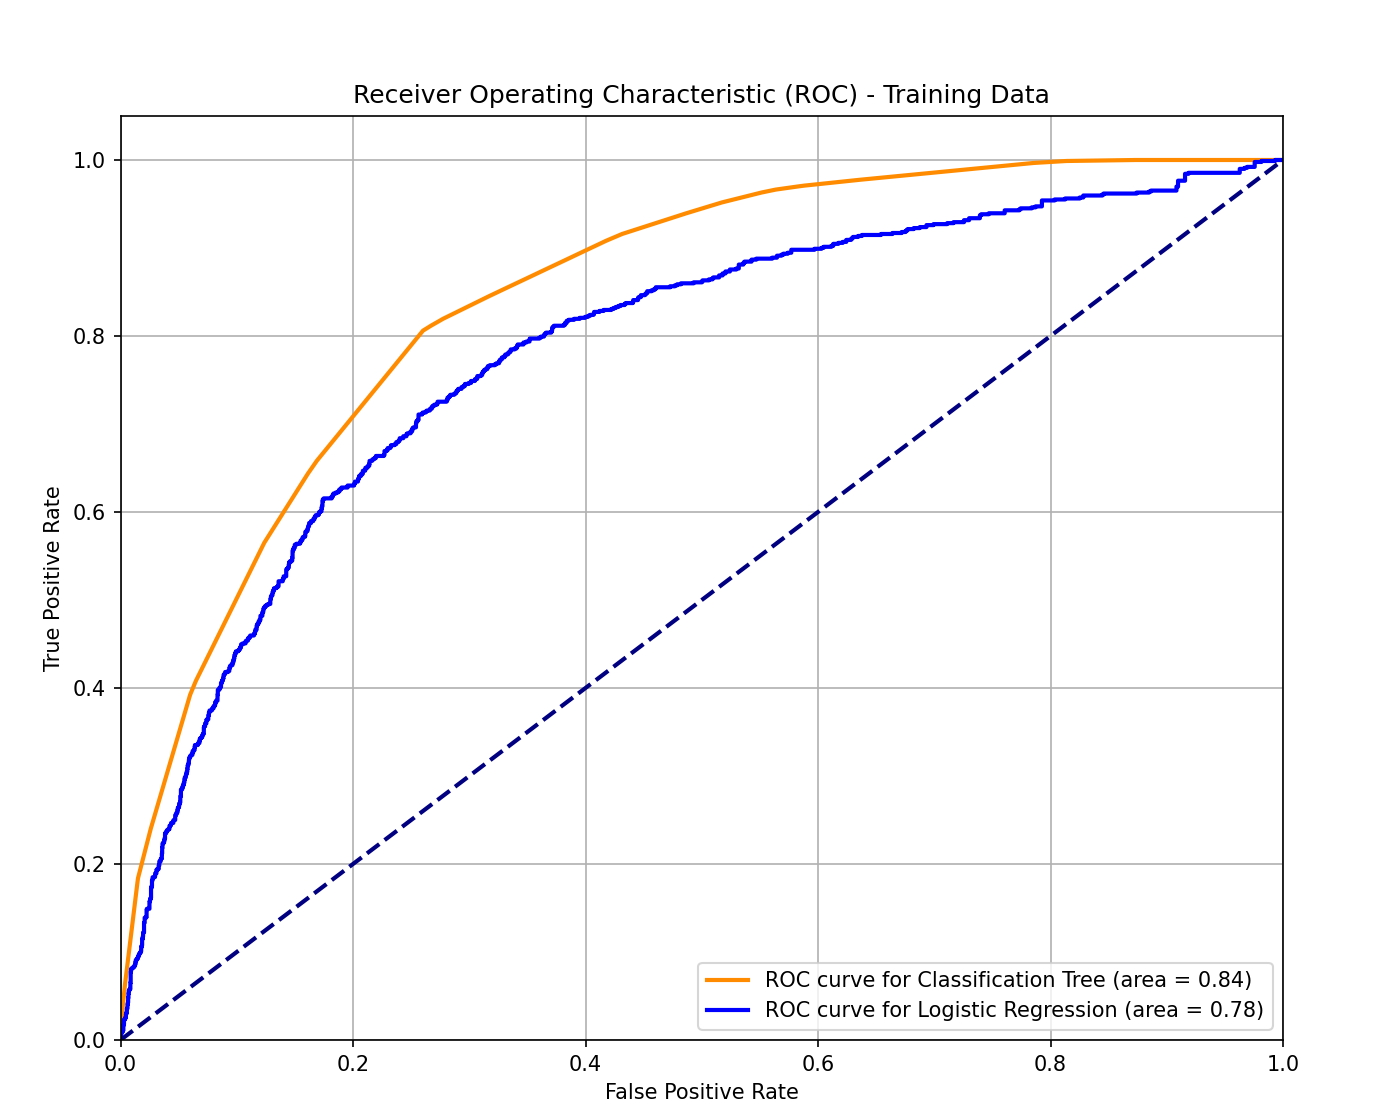 Receiver Operating Characteristic (ROC) - Training Data
True Positive Rate
1.0
0.8
0.6
0.4
0.2
0.0
ROC curve for Classification Tree (area = 0.84)
ROC curve for Logistic Regression (area = 0.78)
0.0 0.2 0.4 0.6 0.8 1.0
False Positive Rate